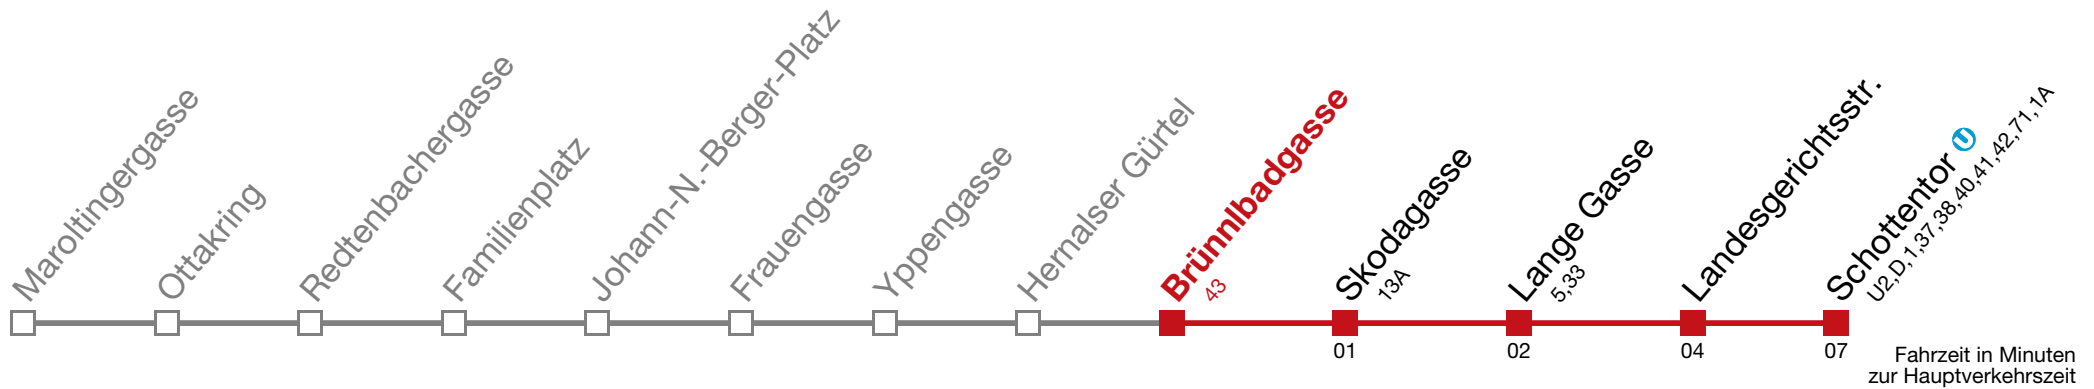 Maroltingergasse
Ottakring
Redtenbachergasse
Familienplatz
Johann-N.-Berger-Platz
Frauengasse
Yppengasse
Hernalser Gürtel
Brünnlbadgasse
43
Skodagasse
13A
Lange Gasse
5,33
Landesgerichtsstr.
Schottentor U
U2,D,1,37,38,40,41,42,71,1A
01
02
04
07
Fahrzeit in Minuten
zur Hauptverkehrszeit